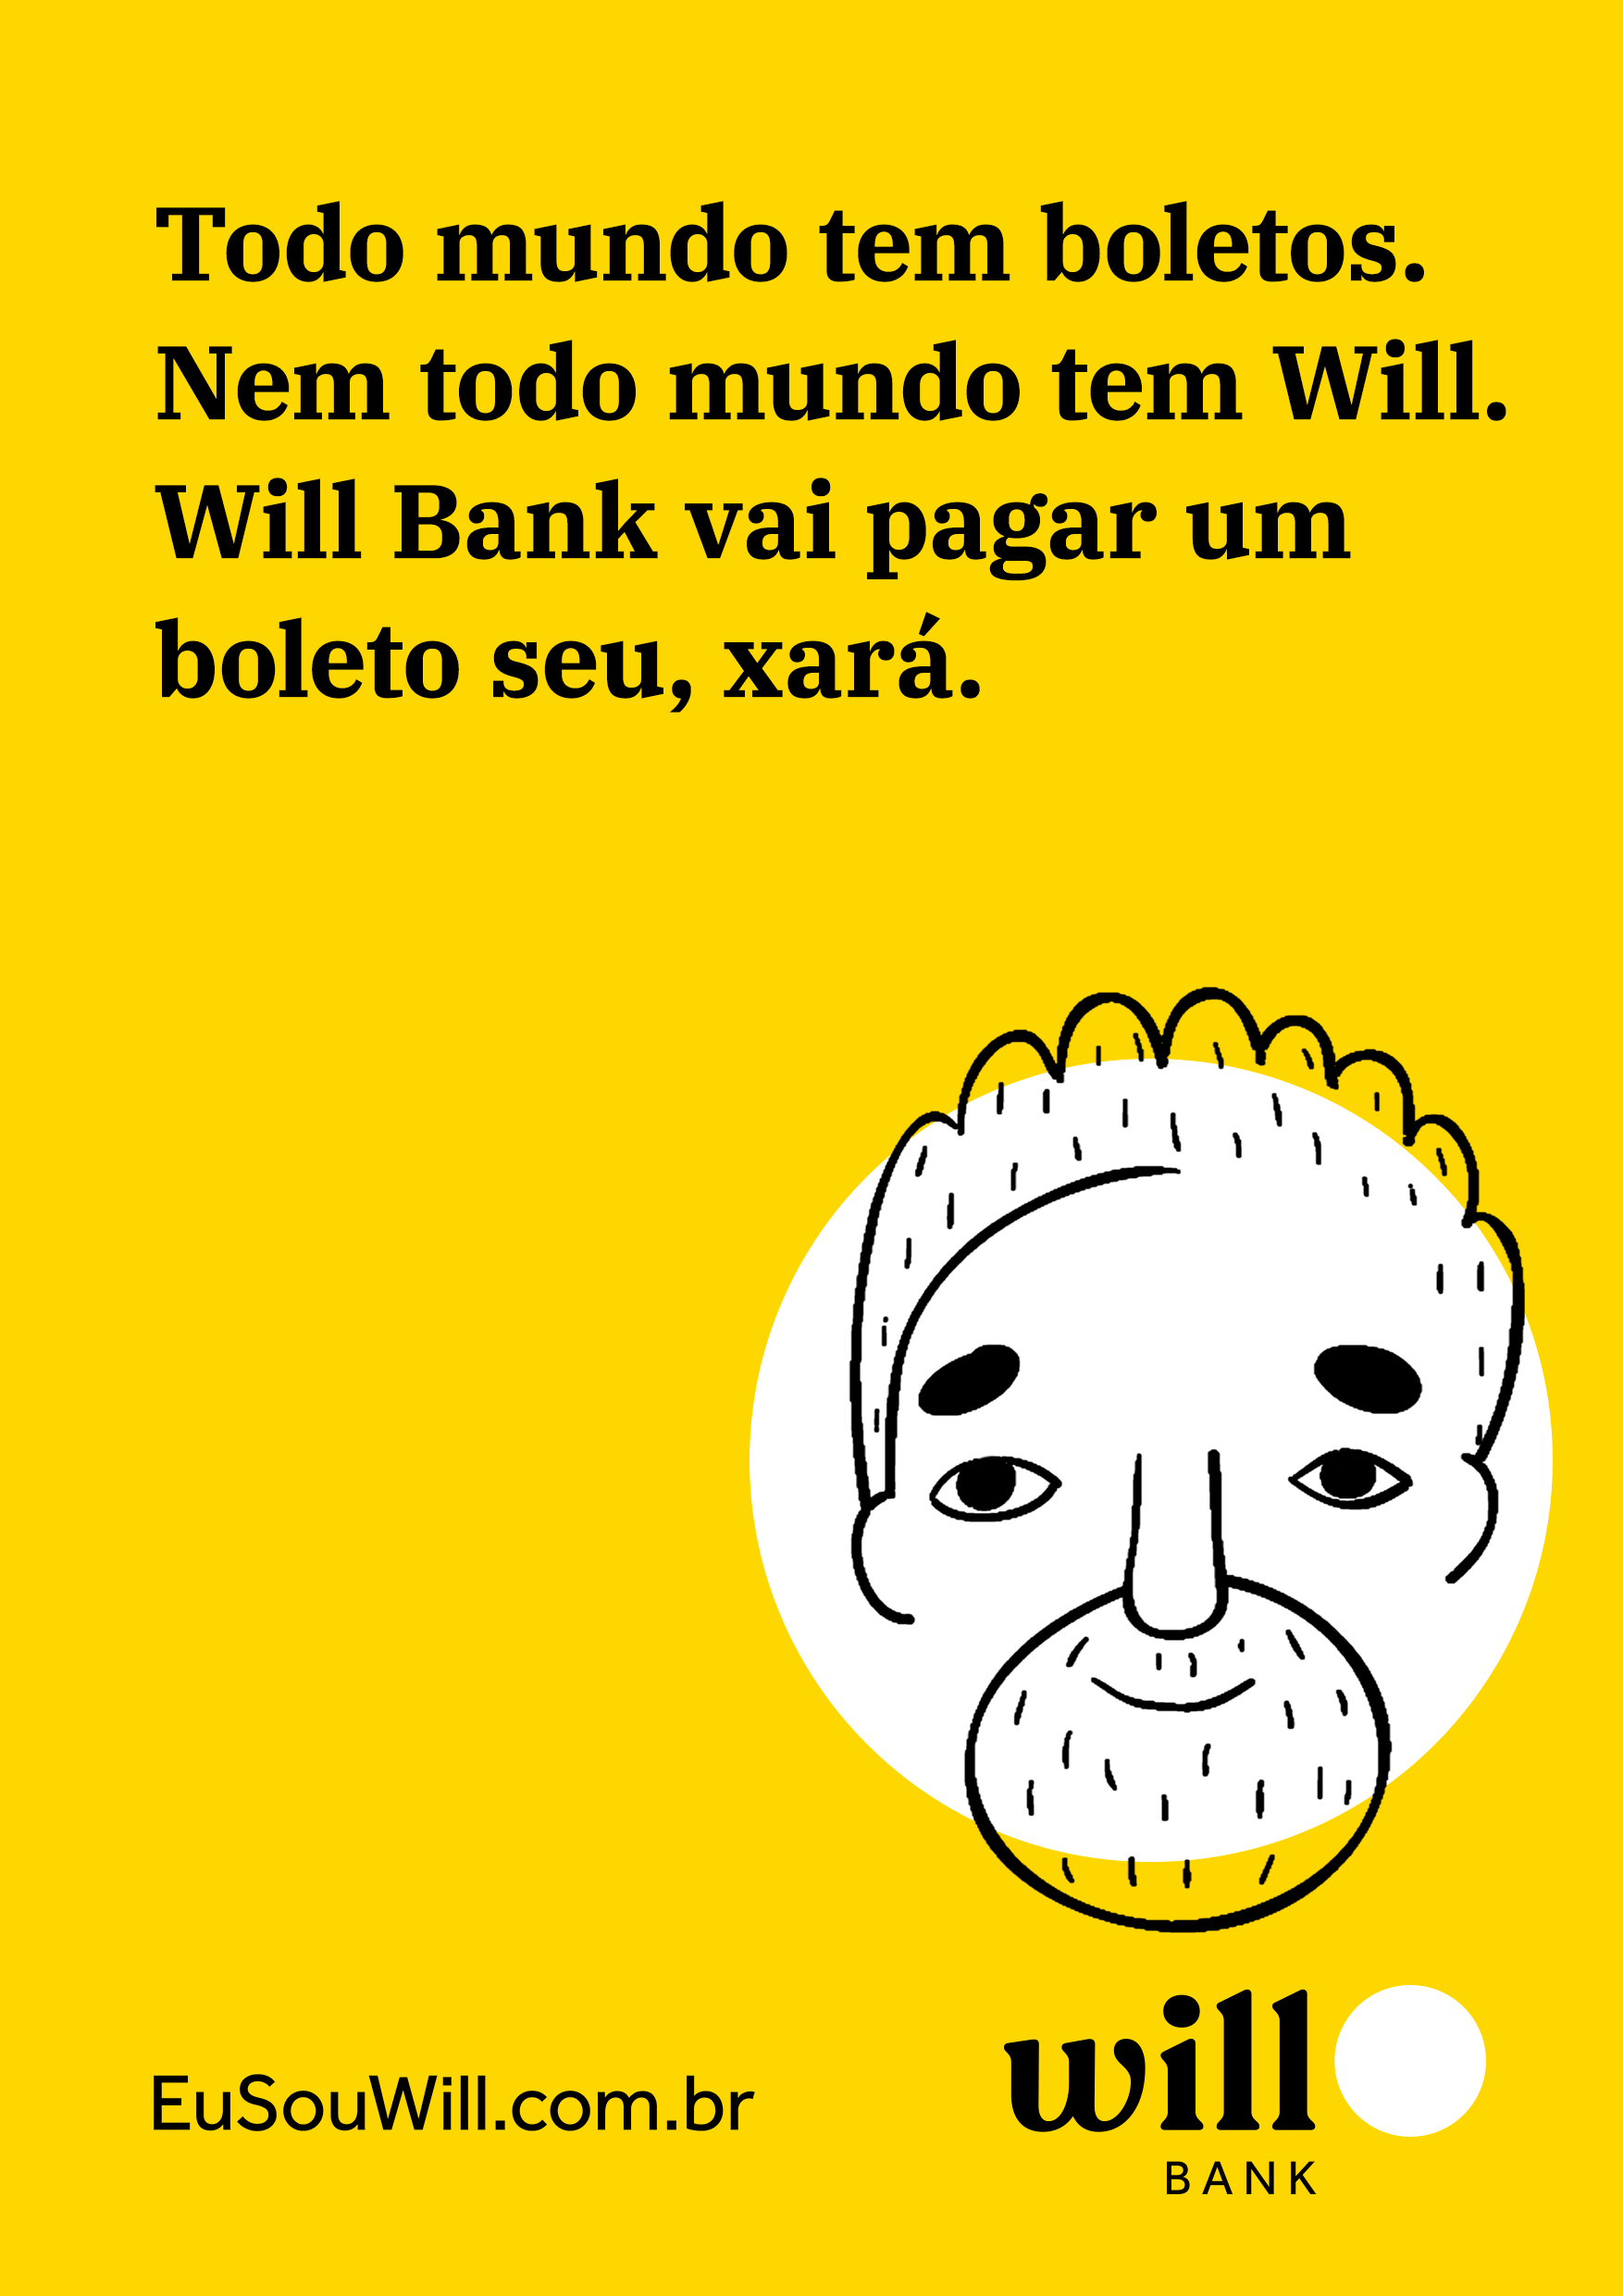 Todo mundo tem boletos.
Nem todo mundo tem Will.
Will Bank vai pagar um
boleto seu, xará.
EuSouWill.com.br
will
BANK